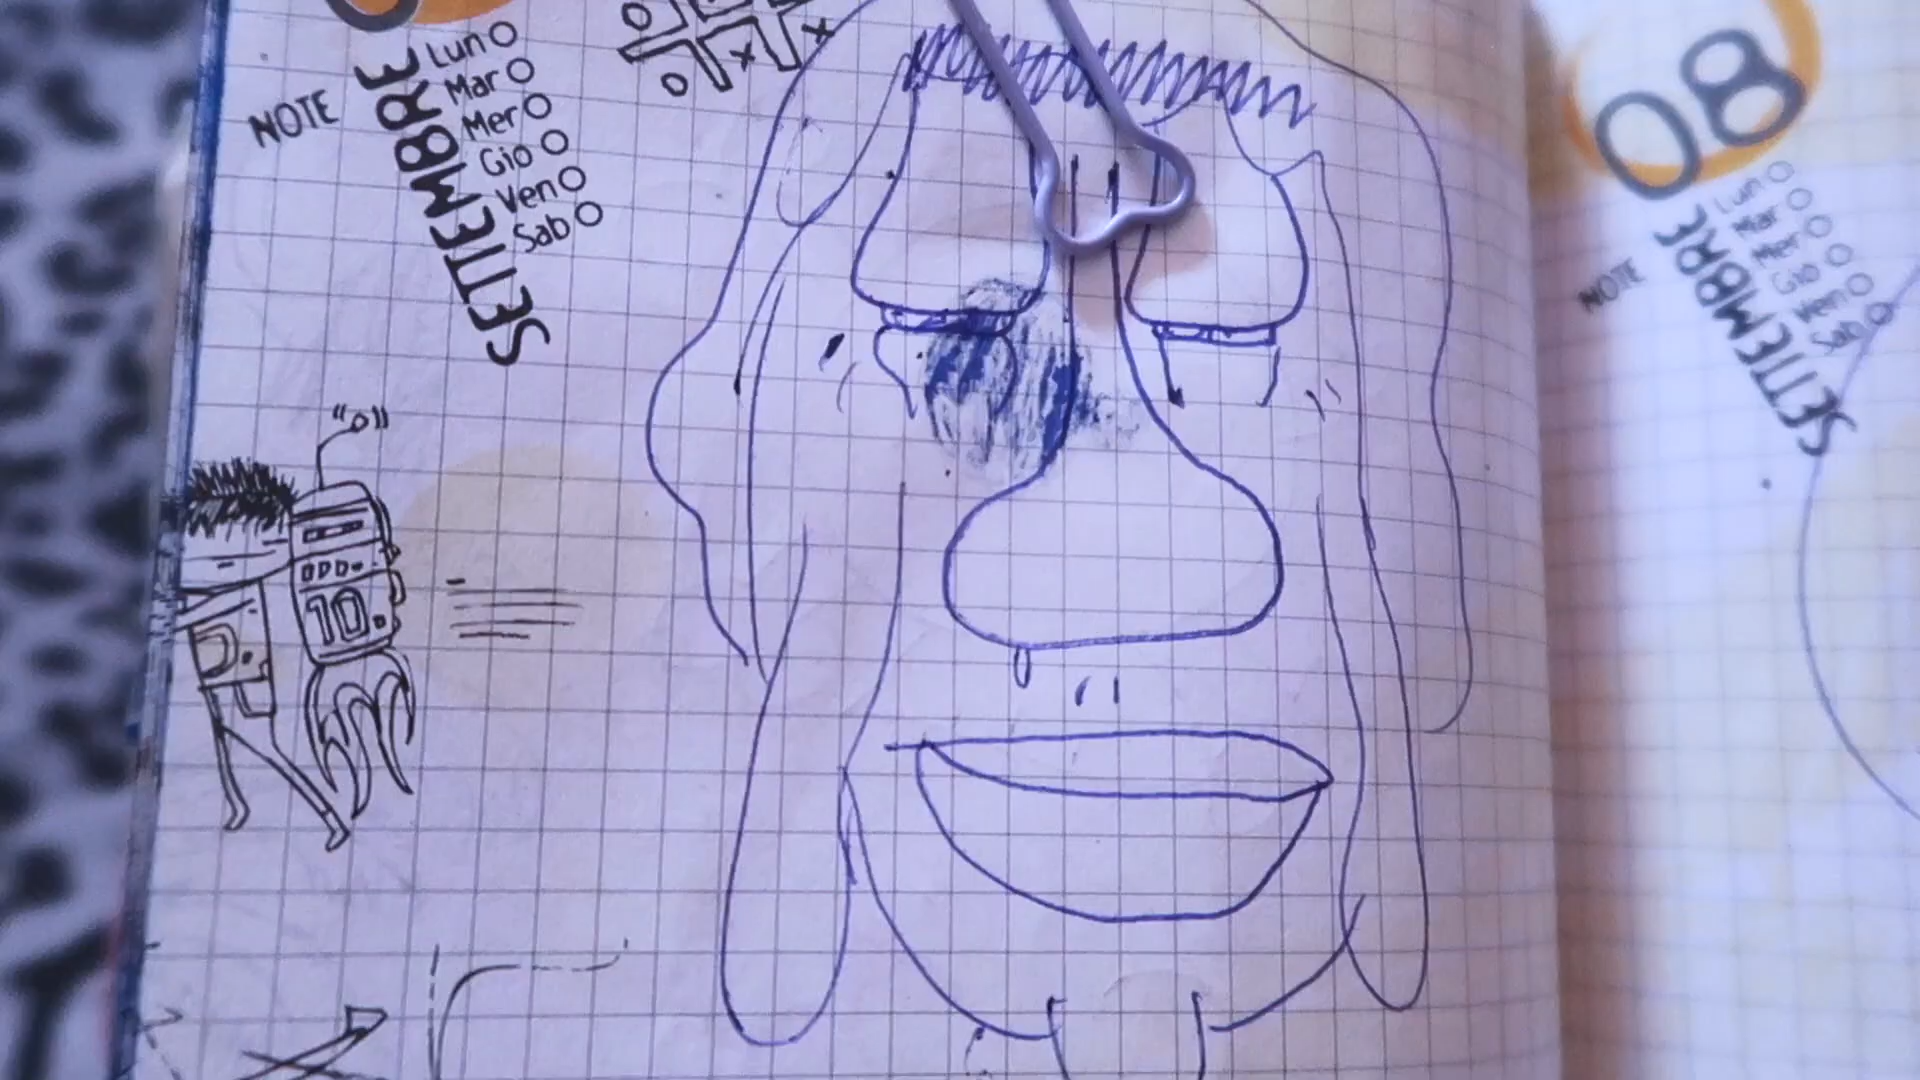 Lun
Mar
Mer
Gio
Ven
Sab
NOTE
SETTEMBRE
O
X
O
X
10
08
Lun
Mar
Mer
Gio
Ven
Sab
NOTE
SETTEMBRE